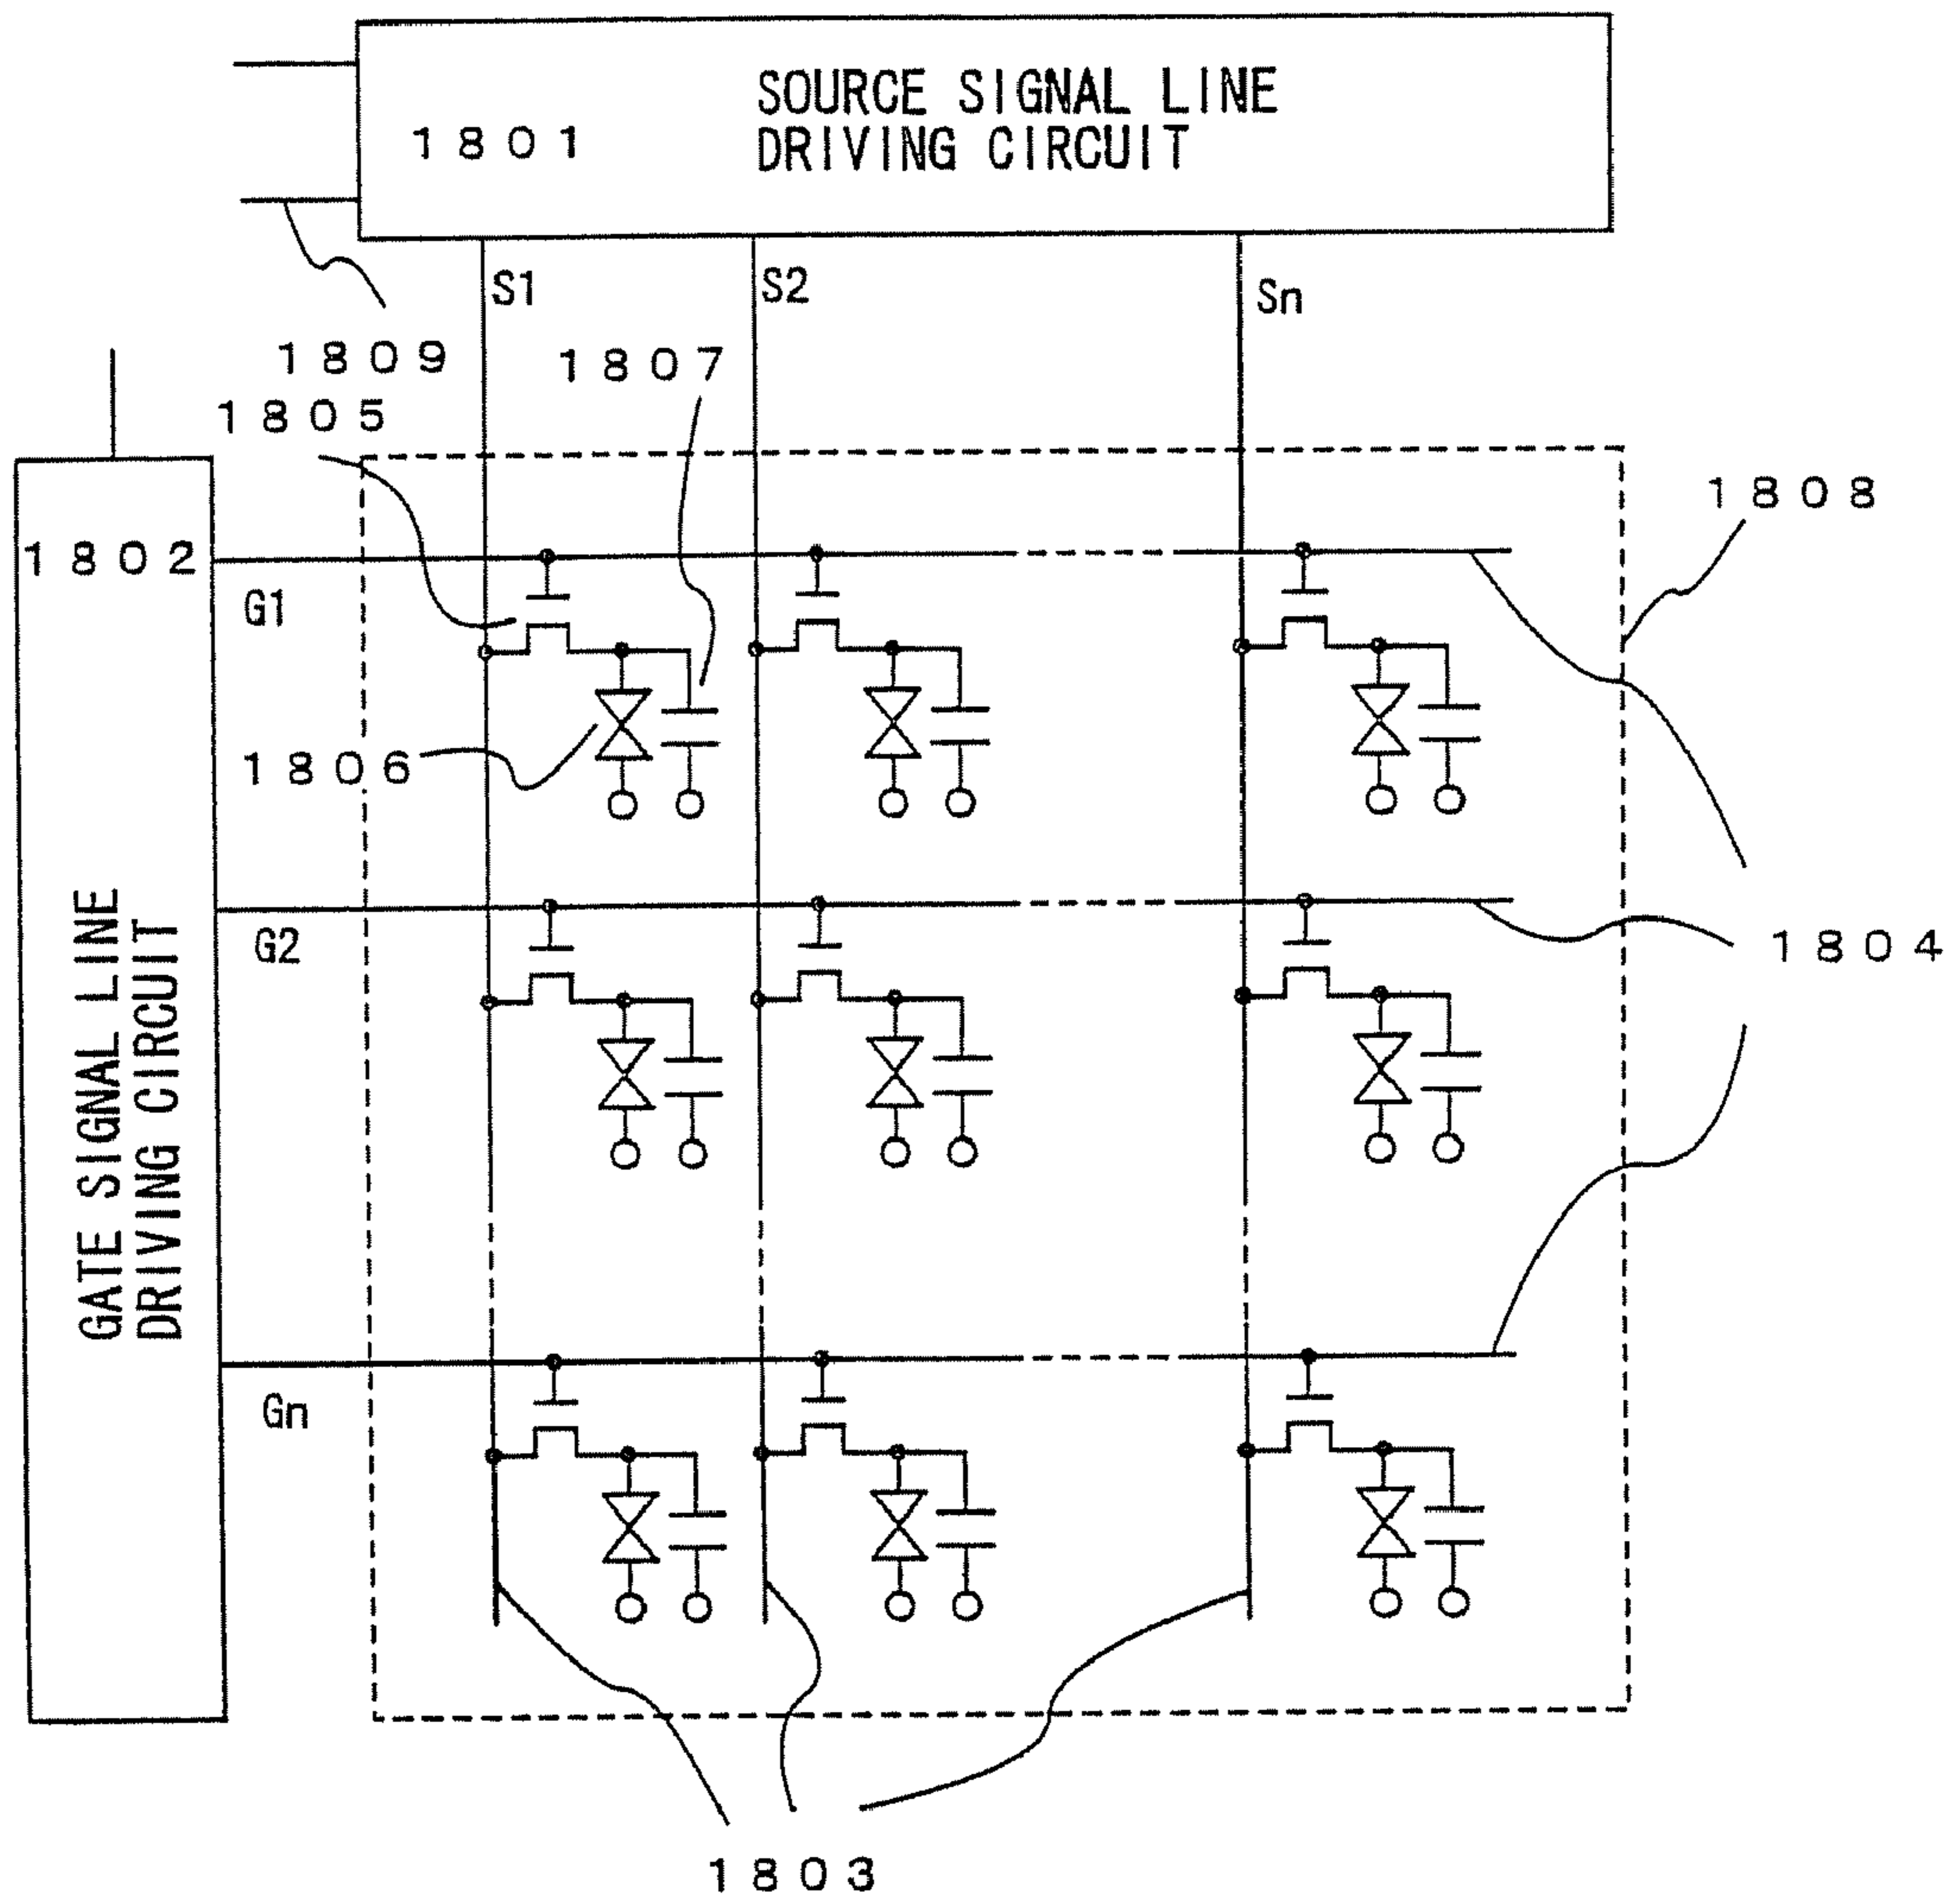 SOURCE SIGNAL LINE
1801
DRIVING CIRCUIT
S1
S2
Sn
1809
1807
1805
1808
1802
G1
1806
G2
1804
GATE SIGNAL LINE
DRIVING CIRCUIT
Gn
1803